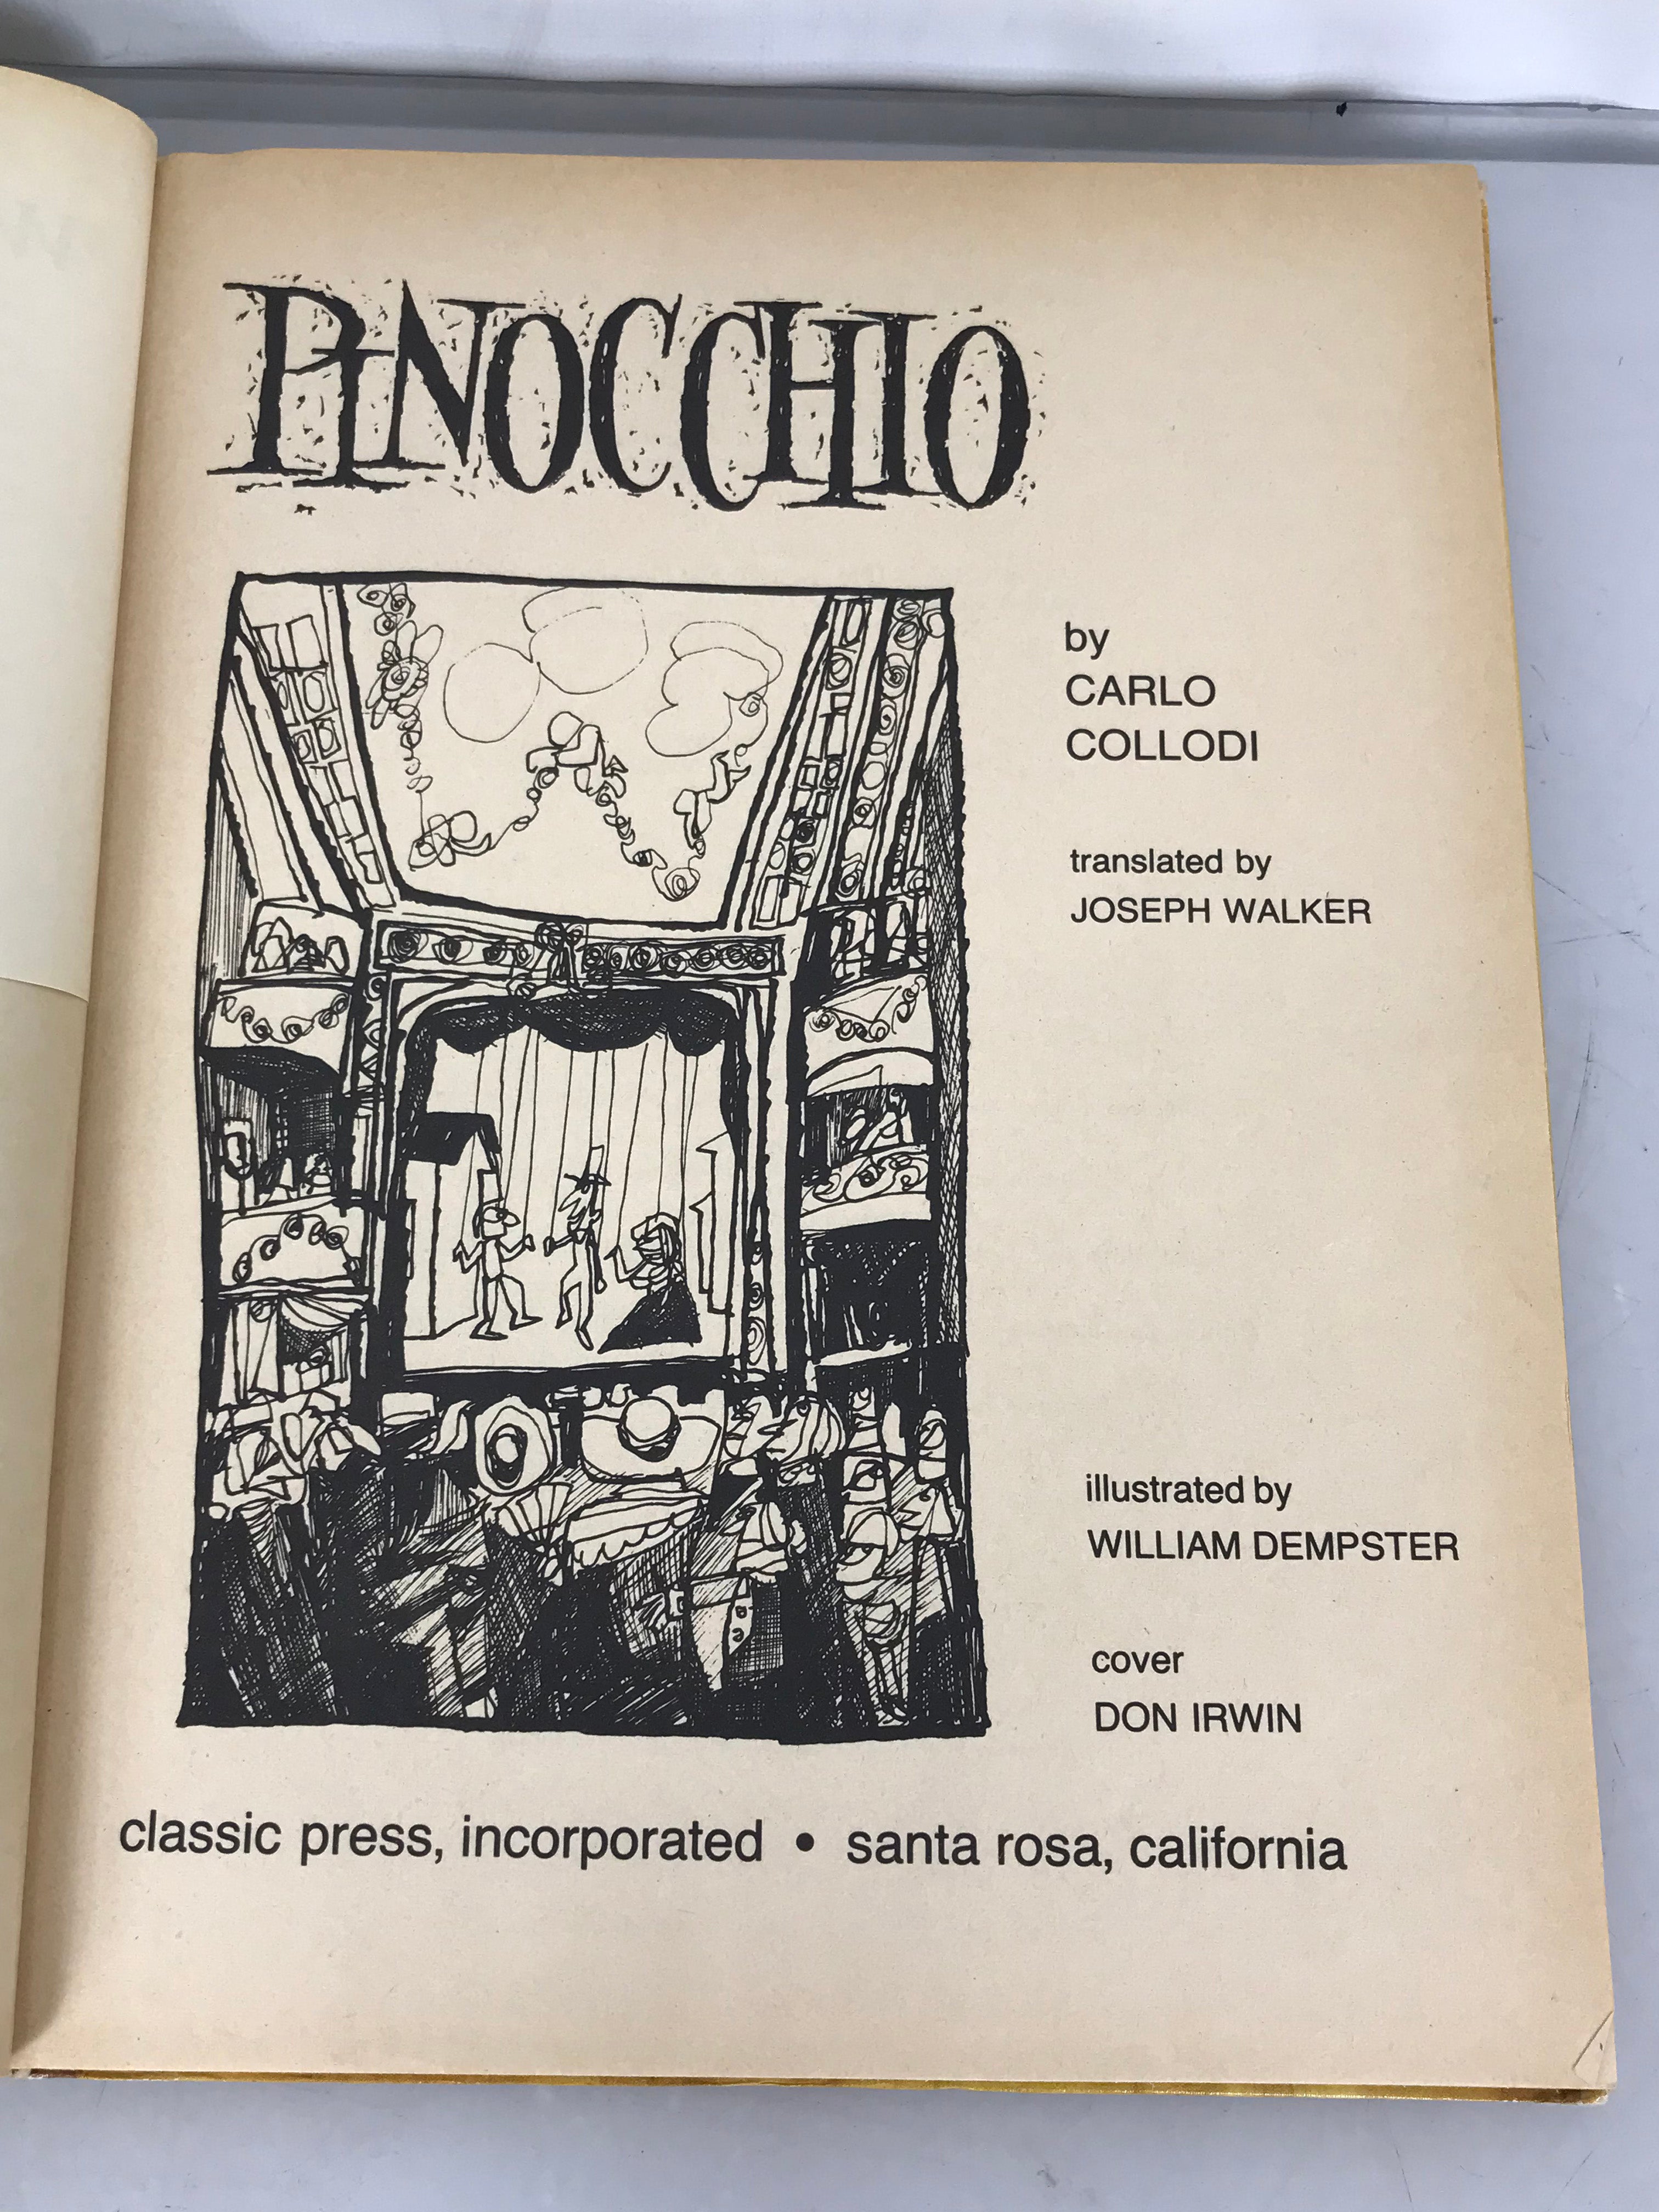 PINOCCHIO
by
CARLO
COLLODI
translated by
JOSEPH WALKER
illustrated by
WILLIAM DEMPSTER
cover
DON IRWIN
classic press, incorporated • santa rosa, california